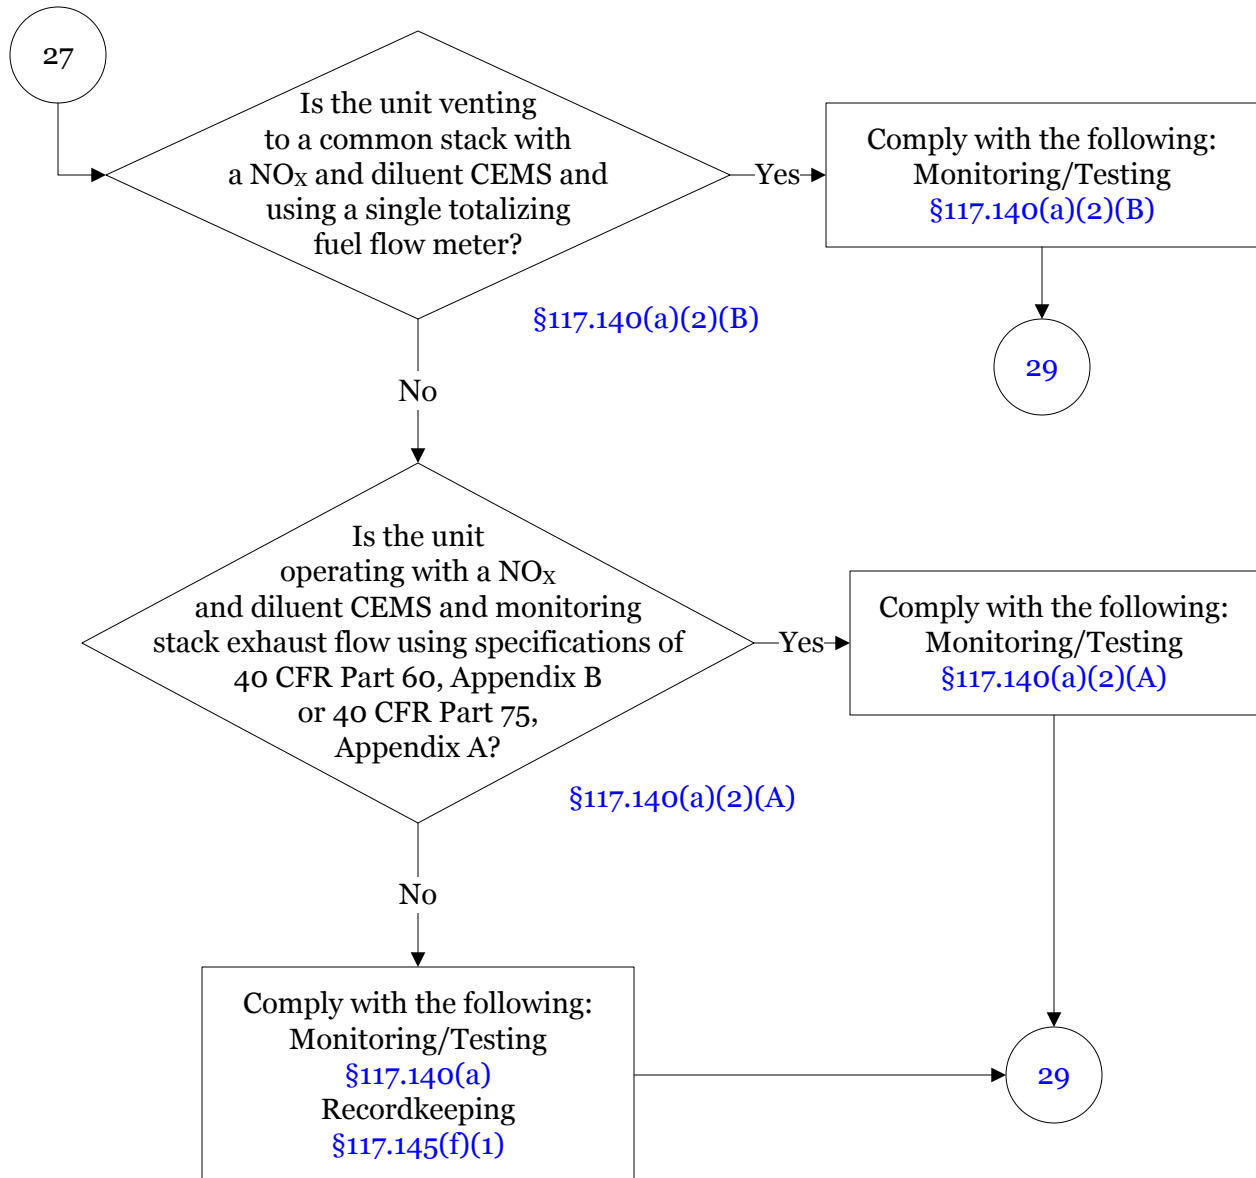 27
Is the unit venting
to a common stack with
a NOX and diluent CEMS and
using a single totalizing
fuel flow meter?
Yes
Comply with the following:
Monitoring/Testing
§117.140(a)(2)(B)
§117.140(a)(2)(B)
29
No
Is the unit
operating with a NOX
and diluent CEMS and monitoring
stack exhaust flow using specifications of
40 CFR Part 60, Appendix B
or 40 CFR Part 75,
Appendix A?
Yes
Comply with the following:
Monitoring/Testing
§117.140(a)(2)(A)
§117.140(a)(2)(A)
No
Comply with the following:
Monitoring/Testing
§117.140(a)
Recordkeeping
§117.145(f)(1)
29